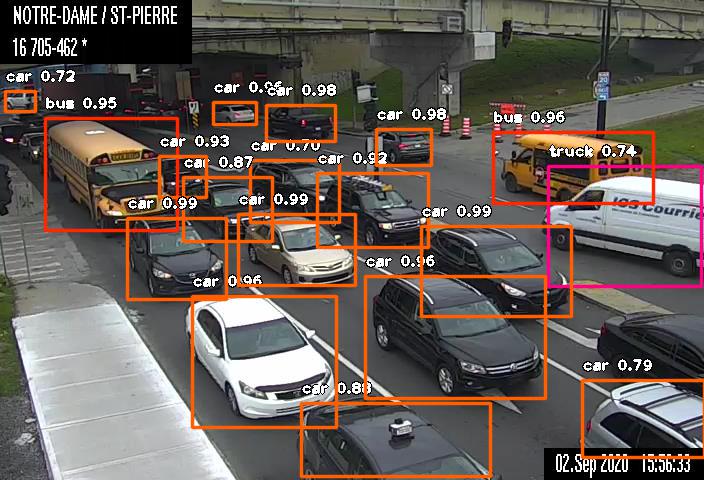 NOTRE-DAME / ST-PIERRE
16 705-462 *
car 0.72
car 0.98
bus 0.95
car 0.98
bus 0.96
car 0.93
car 0.70
truck 0.74
car 0.87
car 0.92
car 0.99
car 0.99
car 0.99
car 0.96
car 0.96
car 0.79
car 0.88
02.Sep 2020 15:56:33